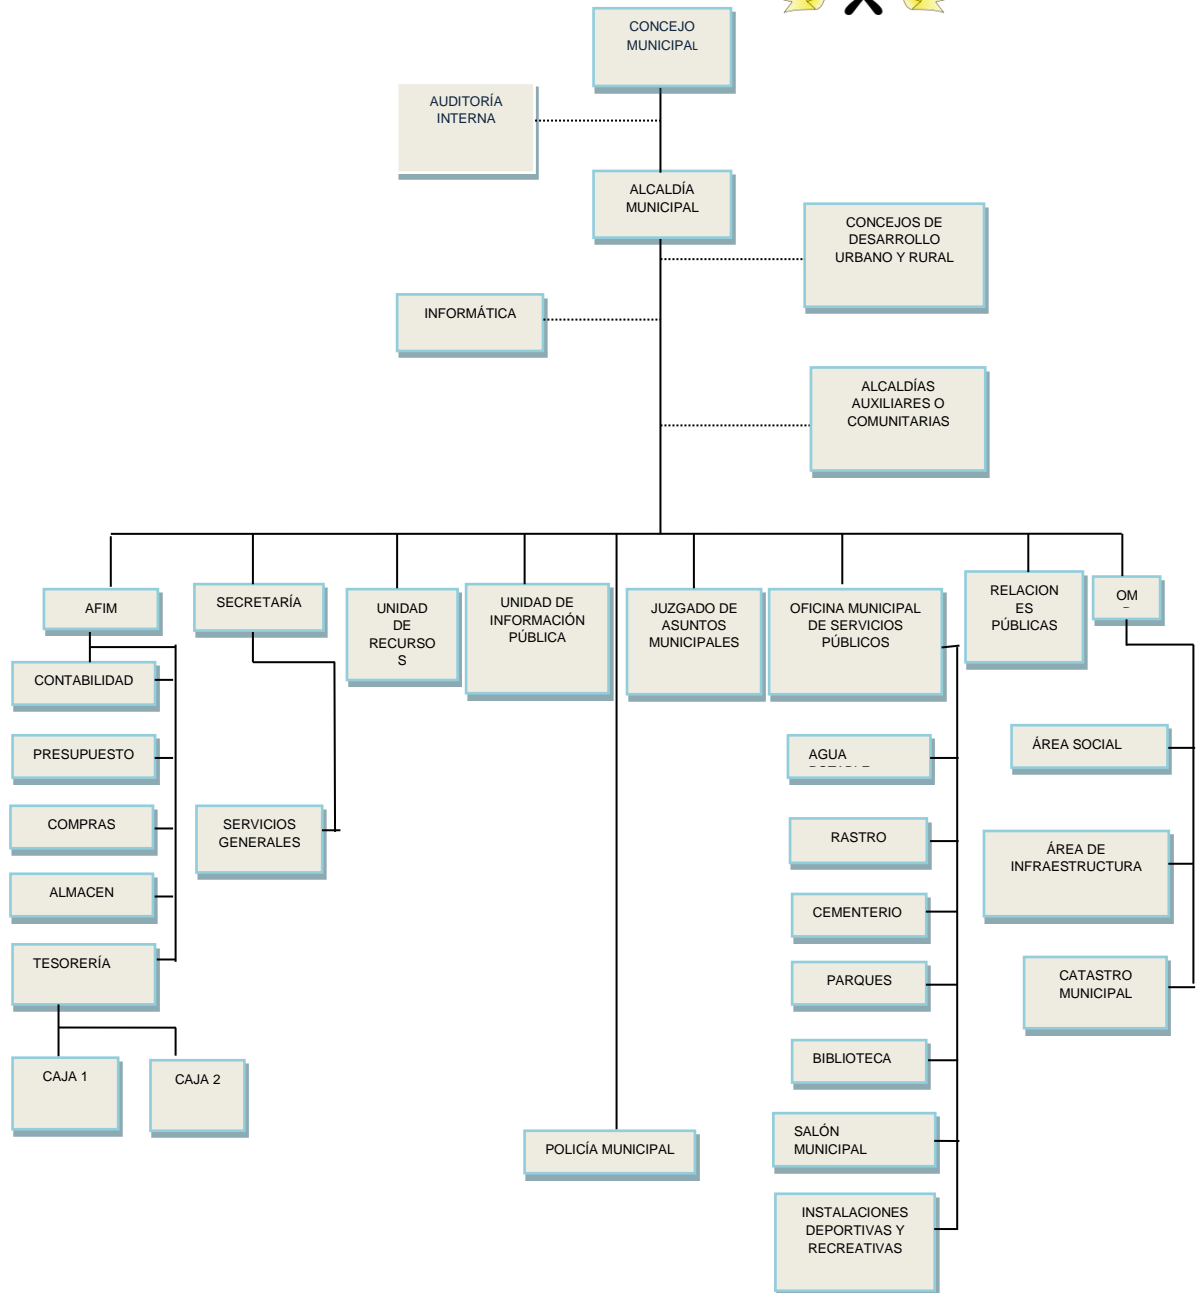 CONCEJO
MUNICIPAL
AUDITORÍA
INTERNA
ALCALDÍA
MUNICIPAL
CONCEJOS DE
DESARROLLO
URBANO Y RURAL
INFORMÁTICA
ALCALDÍAS
AUXILIARES O
COMUNITARIAS
AFIM
SECRETARÍA
UNIDAD
DE
RECURSO
S
UNIDAD DE
INFORMACIÓN
PÚBLICA
JUZGADO DE
ASUNTOS
MUNICIPALES
OFICINA MUNICIPAL
DE SERVICIOS
PÚBLICOS
RELACION
ES
PÚBLICAS
OM
CONTABILIDAD
PRESUPUESTO
COMPRAS
ALMACEN
TESORERÍA
CAJA 1
CAJA 2
SERVICIOS
GENERALES
POLICÍA MUNICIPAL
AGUA
RASTRO
CEMENTERIO
PARQUES
BIBLIOTECA
SALÓN
MUNICIPAL
INSTALACIONES
DEPORTIVAS Y
RECREATIVAS
ÁREA SOCIAL
ÁREA DE
INFRAESTRUCTURA
CATASTRO
MUNICIPAL